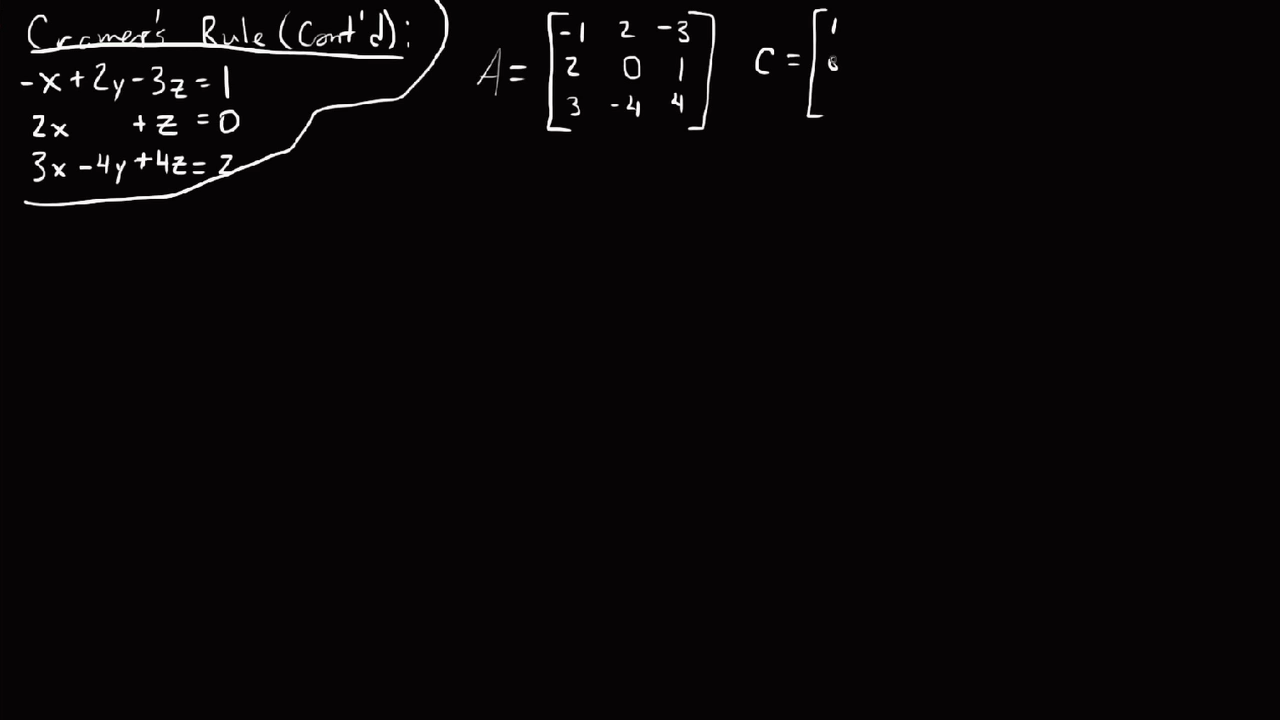 Cramer's Rule (Cont'd):
-x + 2y - 3z = 1
2x + z = 0
3x - 4y + 4z = 2
A = [-1 2 -3
2 0 1
3 -4 4]
C = [1
0